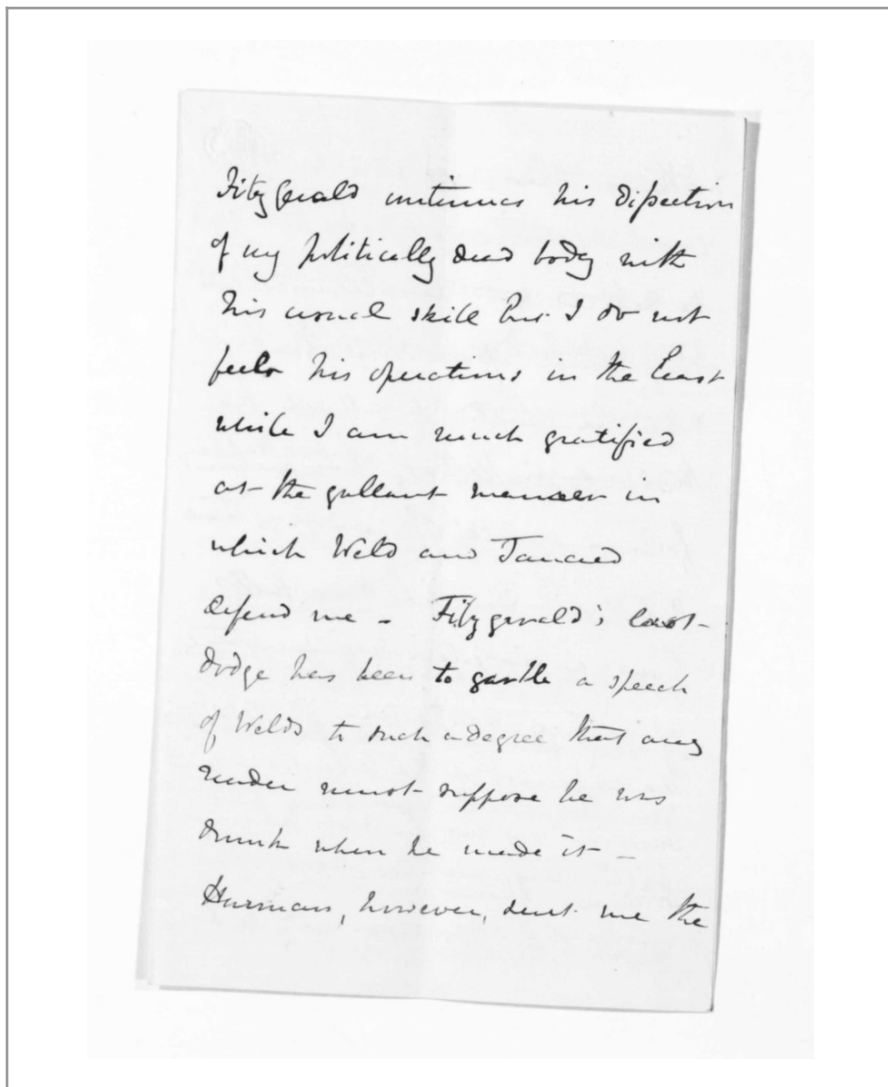 Fitzgerald continues his dissection
of my politically dead body with
his usual skill but I do not
feel his operations in the least
while I am much gratified
at the gallant manner in
which Weld and Tancred
defend me - Fitzgerald's last
dodge has been to garble a speech
of Welds to such a degree that any
reader must suppose he was
drunk when he made it -
however, sent me the